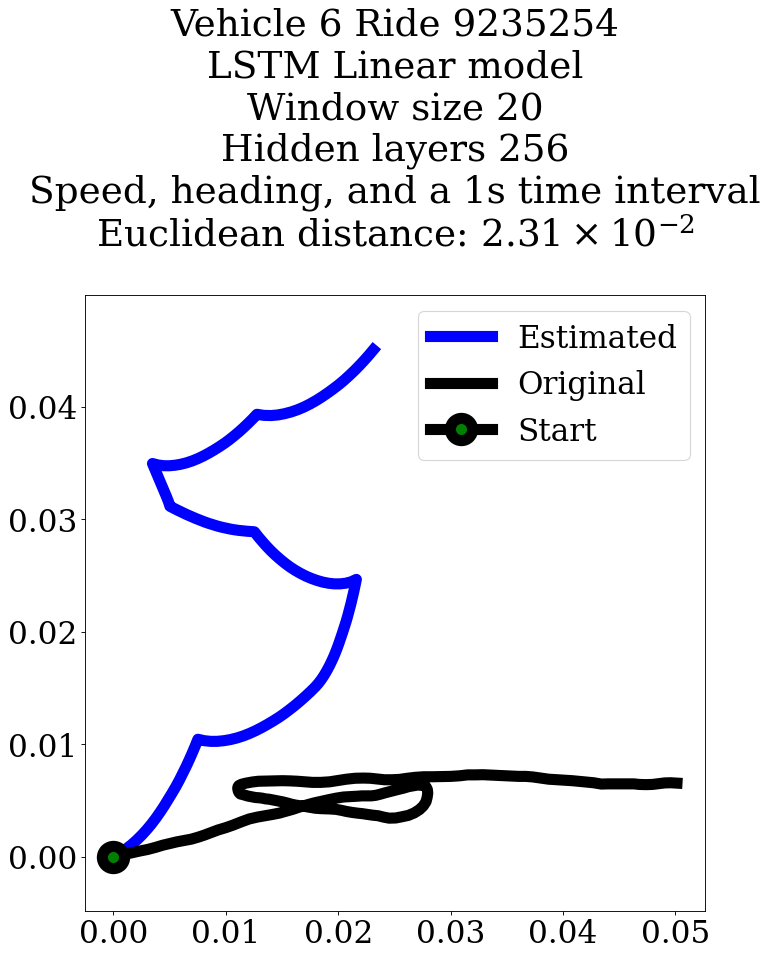 Vehicle 6 Ride 9235254
LSTM Linear model
Window size 20
Hidden layers 256
Speed, heading, and a 1s time interval
Euclidean distance: 2.31 × 10⁻²
Estimated
Original
Start
0.04
0.03
0.02
0.01
0.00
0.00 0.01 0.02 0.03 0.04 0.05